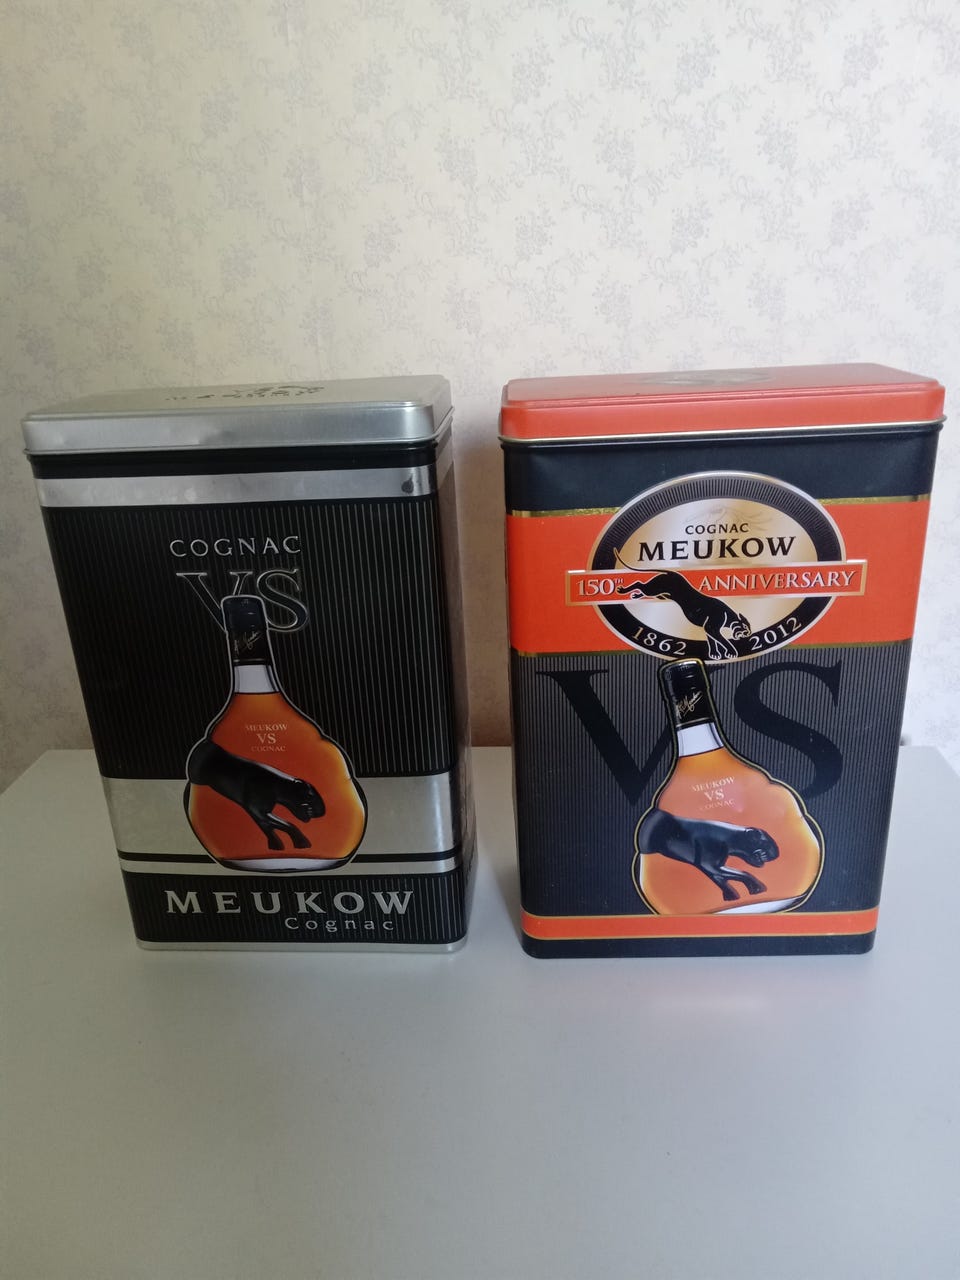 COGNAC
VS
MEUKOW
VS
COGNAC
MEUKOW
Cognac
COGNAC
MEUKOW
150TH ANNIVERSARY
1862 2012
VS
MEUKOW
VS
COGNAC